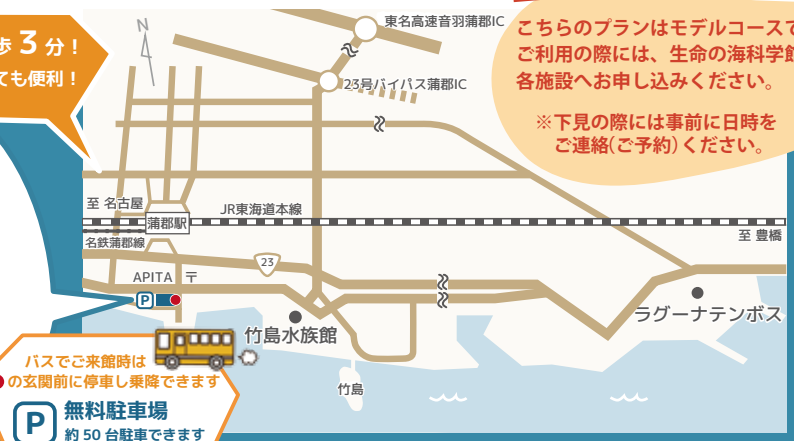 歩 3 分！
ても便利！
N
東名高速音羽蒲郡IC
23号バイパス蒲郡IC
こちらのプランはモデルコースで
ご利用の際には、生命の海科学館
各施設へお申し込みください。
※下見の際には事前に日時を
ご連絡(ご予約)ください。
至 名古屋
蒲郡駅
JR東海道本線
名鉄蒲郡線
至 豊橋
23
APITA 〒
P
竹島水族館
ラグーナテンボス
竹島
バスでご来館時は
の玄関前に停車し乗降できます
P 無料駐車場
約 50 台駐車できます